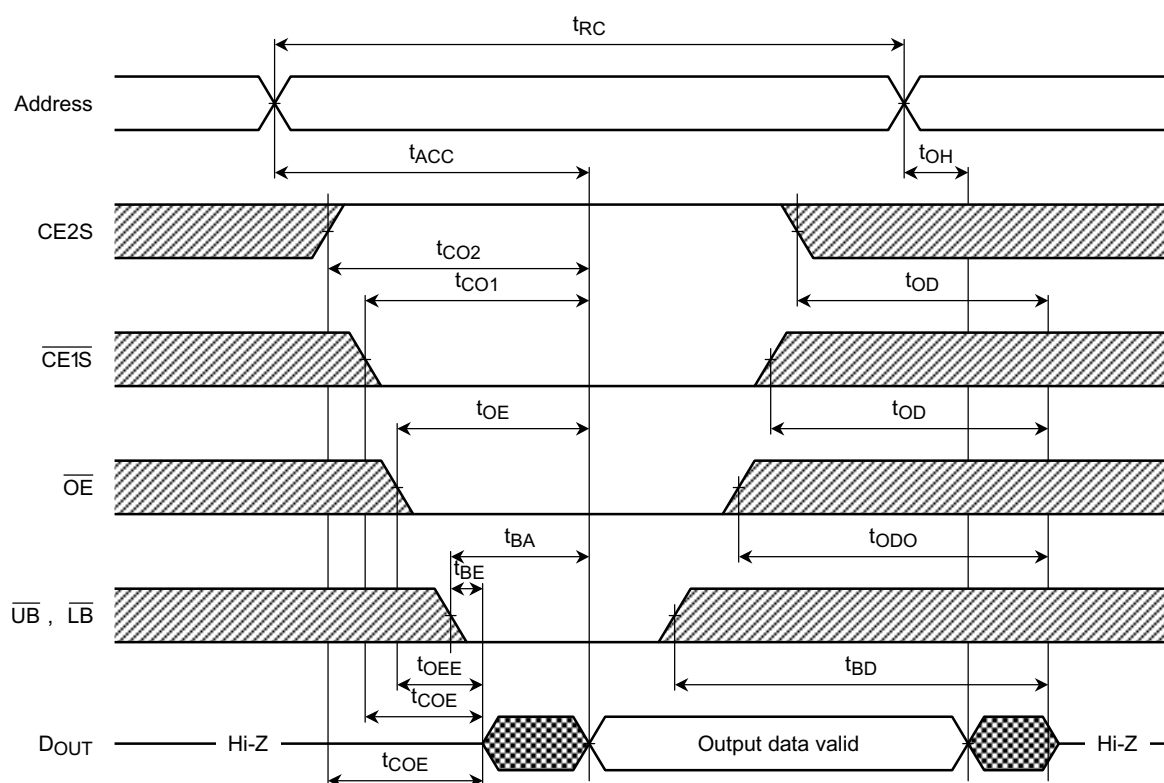 tRC
Address
tACC
tOH
CE2S
tCO2
tCO1
tOD
CE1S
tOE
tOD
OE
tBA
tODO
tBE
UB , LB
tOEE
tBD
tCOE
DOUT
Hi-Z
Output data valid
Hi-Z
tCOE